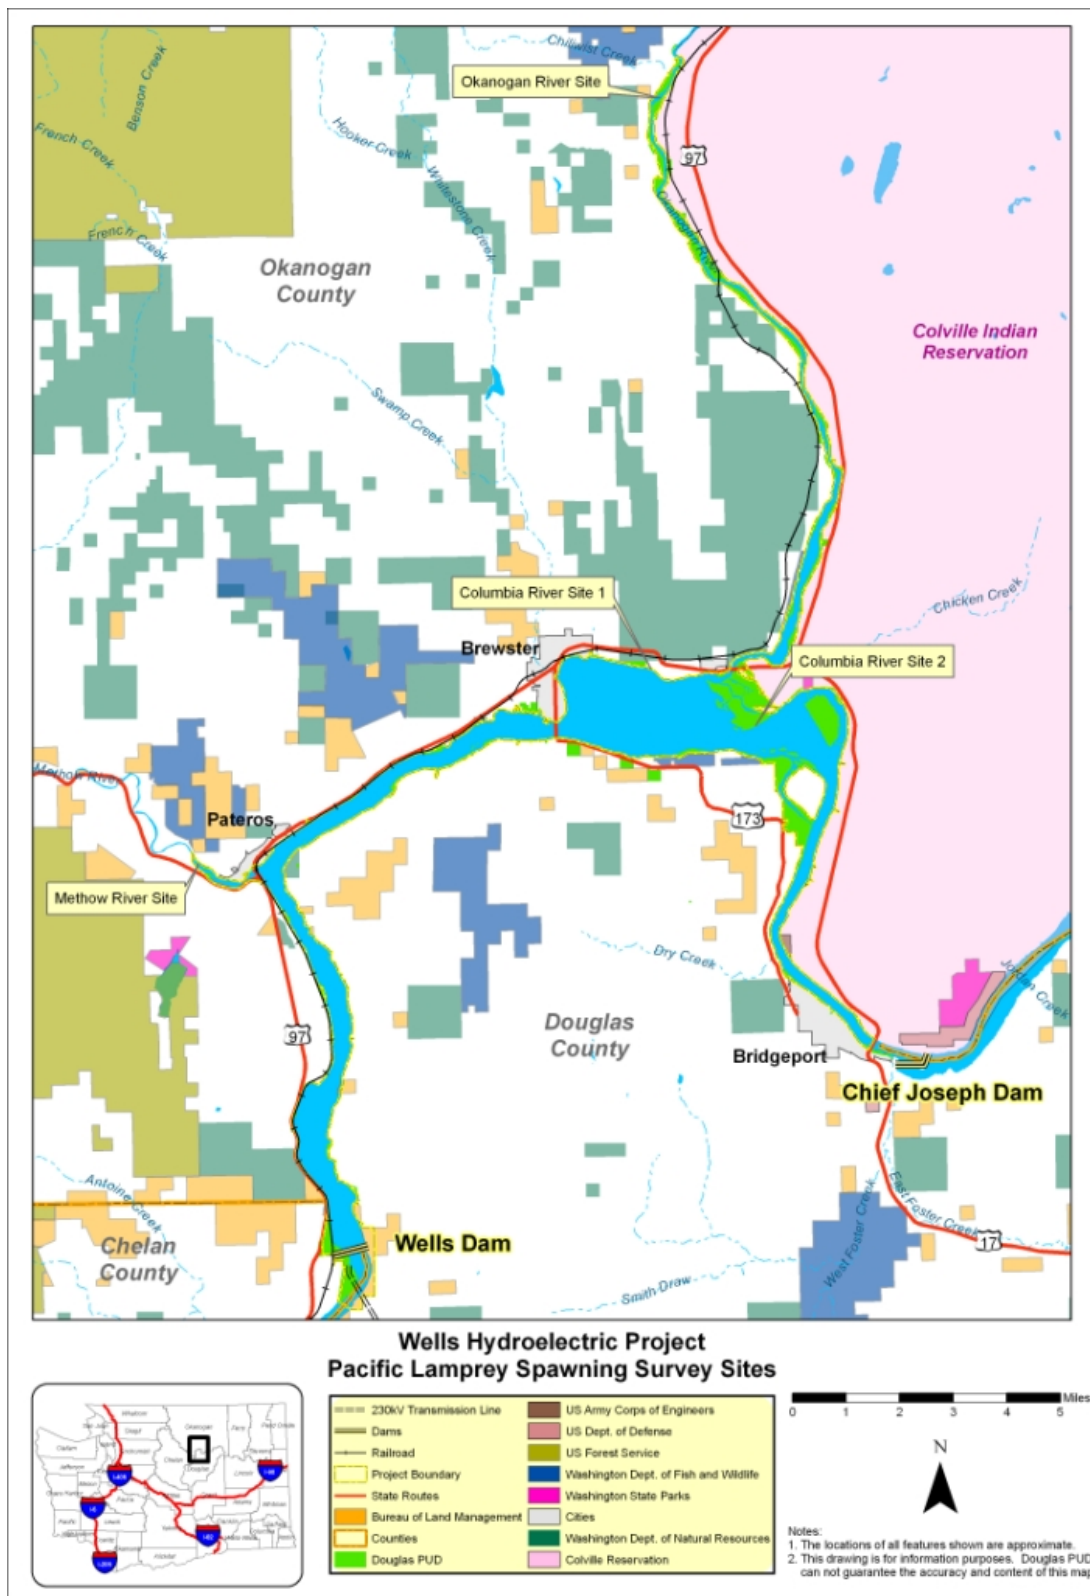 Chiliwist Creek
Okanogan River Site
Benson Creek
French Creek
Hooker Creek
Whitestone Creek
97
Okanogan River
French Creek
Okanogan
County
Colville Indian
Reservation
Swamp Creek
Columbia River Site 1
Chicken Creek
Brewster
Columbia River Site 2
Methow River
Pateros
173
Methow River Site
Dry Creek
Jordan Creek
97
Douglas
County
Bridgeport
Chief Joseph Dam
Antoine Creek
East Foster Creek
West Foster Creek
Chelan
County
Wells Dam
17
Smith Draw
Wells Hydroelectric Project
Pacific Lamprey Spawning Survey Sites
230kV Transmission Line
Dams
Railroad
Project Boundary
State Routes
Bureau of Land Management
Counties
Douglas PUD
US Army Corps of Engineers
US Dept. of Defense
US Forest Service
Washington Dept. of Fish and Wildlife
Washington State Parks
Cities
Washington Dept. of Natural Resources
Colville Reservation
Miles
0 1 2 3 4 5
N
Notes:
1. The locations of all features shown are approximate.
2. This drawing is for information purposes. Douglas PUD
can not guarantee the accuracy and content of this map